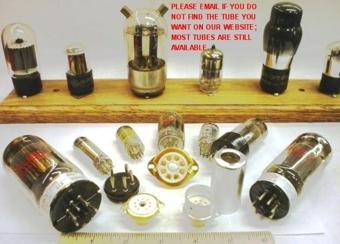 PLEASE EMAIL IF YOU DO
NOT FIND THE TUBE YOU
WANT ON OUR WEBSITE;
MOST TUBES ARE STILL
AVAILABLE.